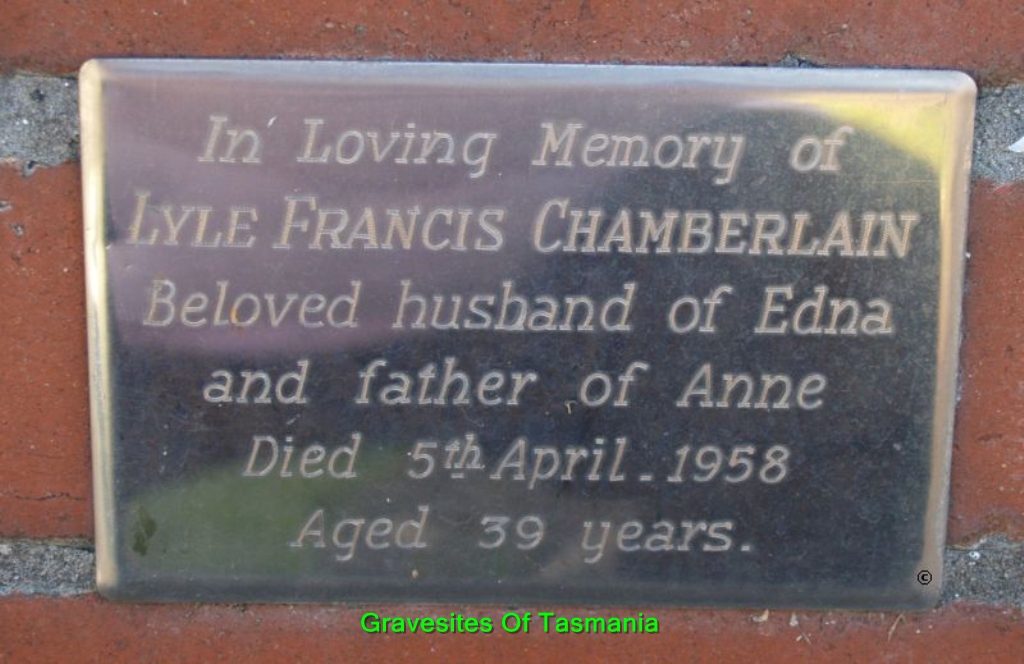 In Loving Memory of
LYLE FRANCIS CHAMBERLAIN
Beloved husband of Edna
and father of Anne
Died 5th April. 1958
Aged 39 years.
©
Gravesites Of Tasmania